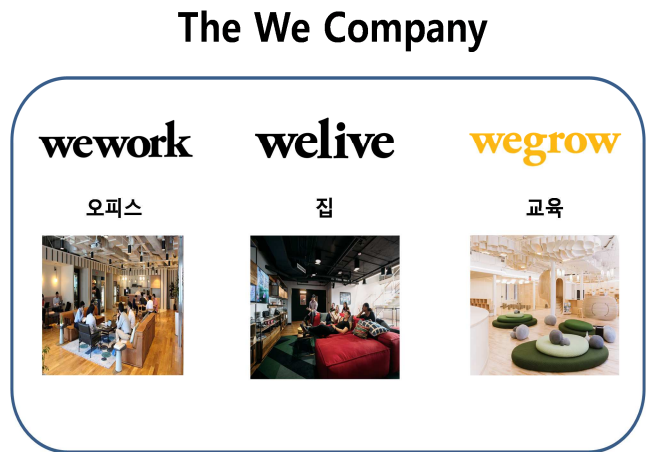 The We Company
wework welive wegrow
오피스 집 교육